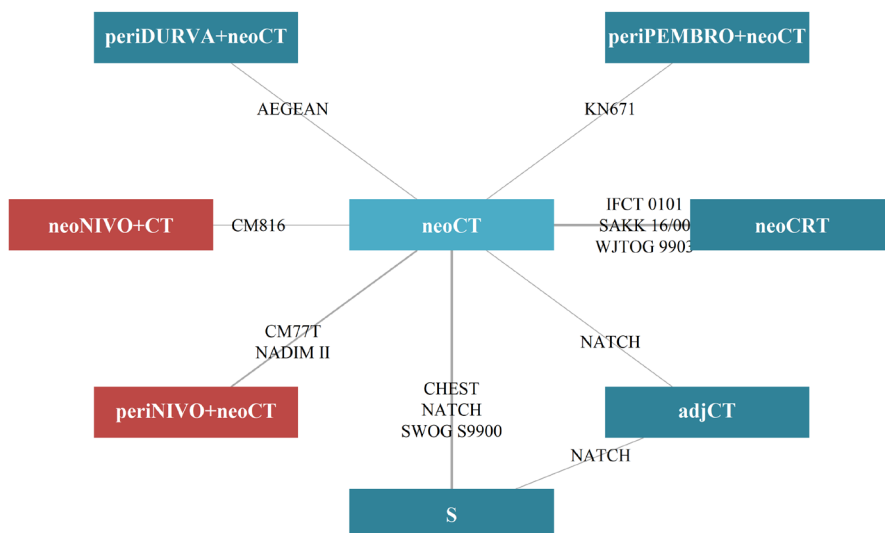 periDURVA+neoCT
periPEMBRO+neoCT
AEGEAN
KN671
neoNIVO+CT
CM816
neoCT
IFCT 0101
SAKK 16/00
WJTOG 9903
neoCRT
CM77T
NADIM II
NATCH
periNIVO+neoCT
CHEST
NATCH
SWOG S9900
adjCT
NATCH
S